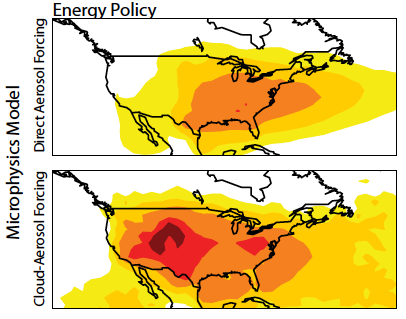 Energy Policy
Microphysics Model
Direct Aerosol Forcing
Cloud-Aerosol Forcing